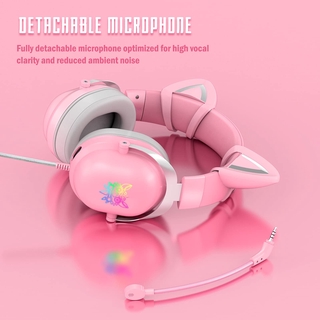 DETACHABLE MICROPHONE
Fully detachable microphone optimized for high vocal
clarity and reduced ambient noise